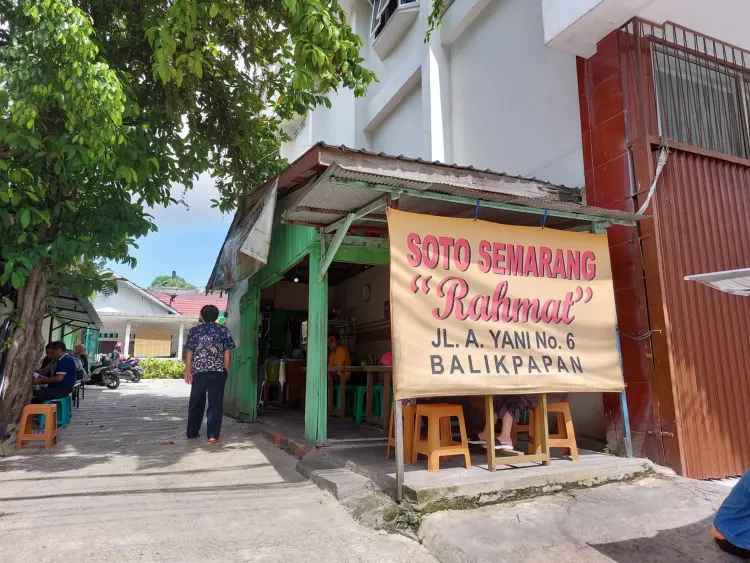 SOTO SEMARANG
"Rahmat"
JL. A. YANI No. 6
BALIKPAPAN